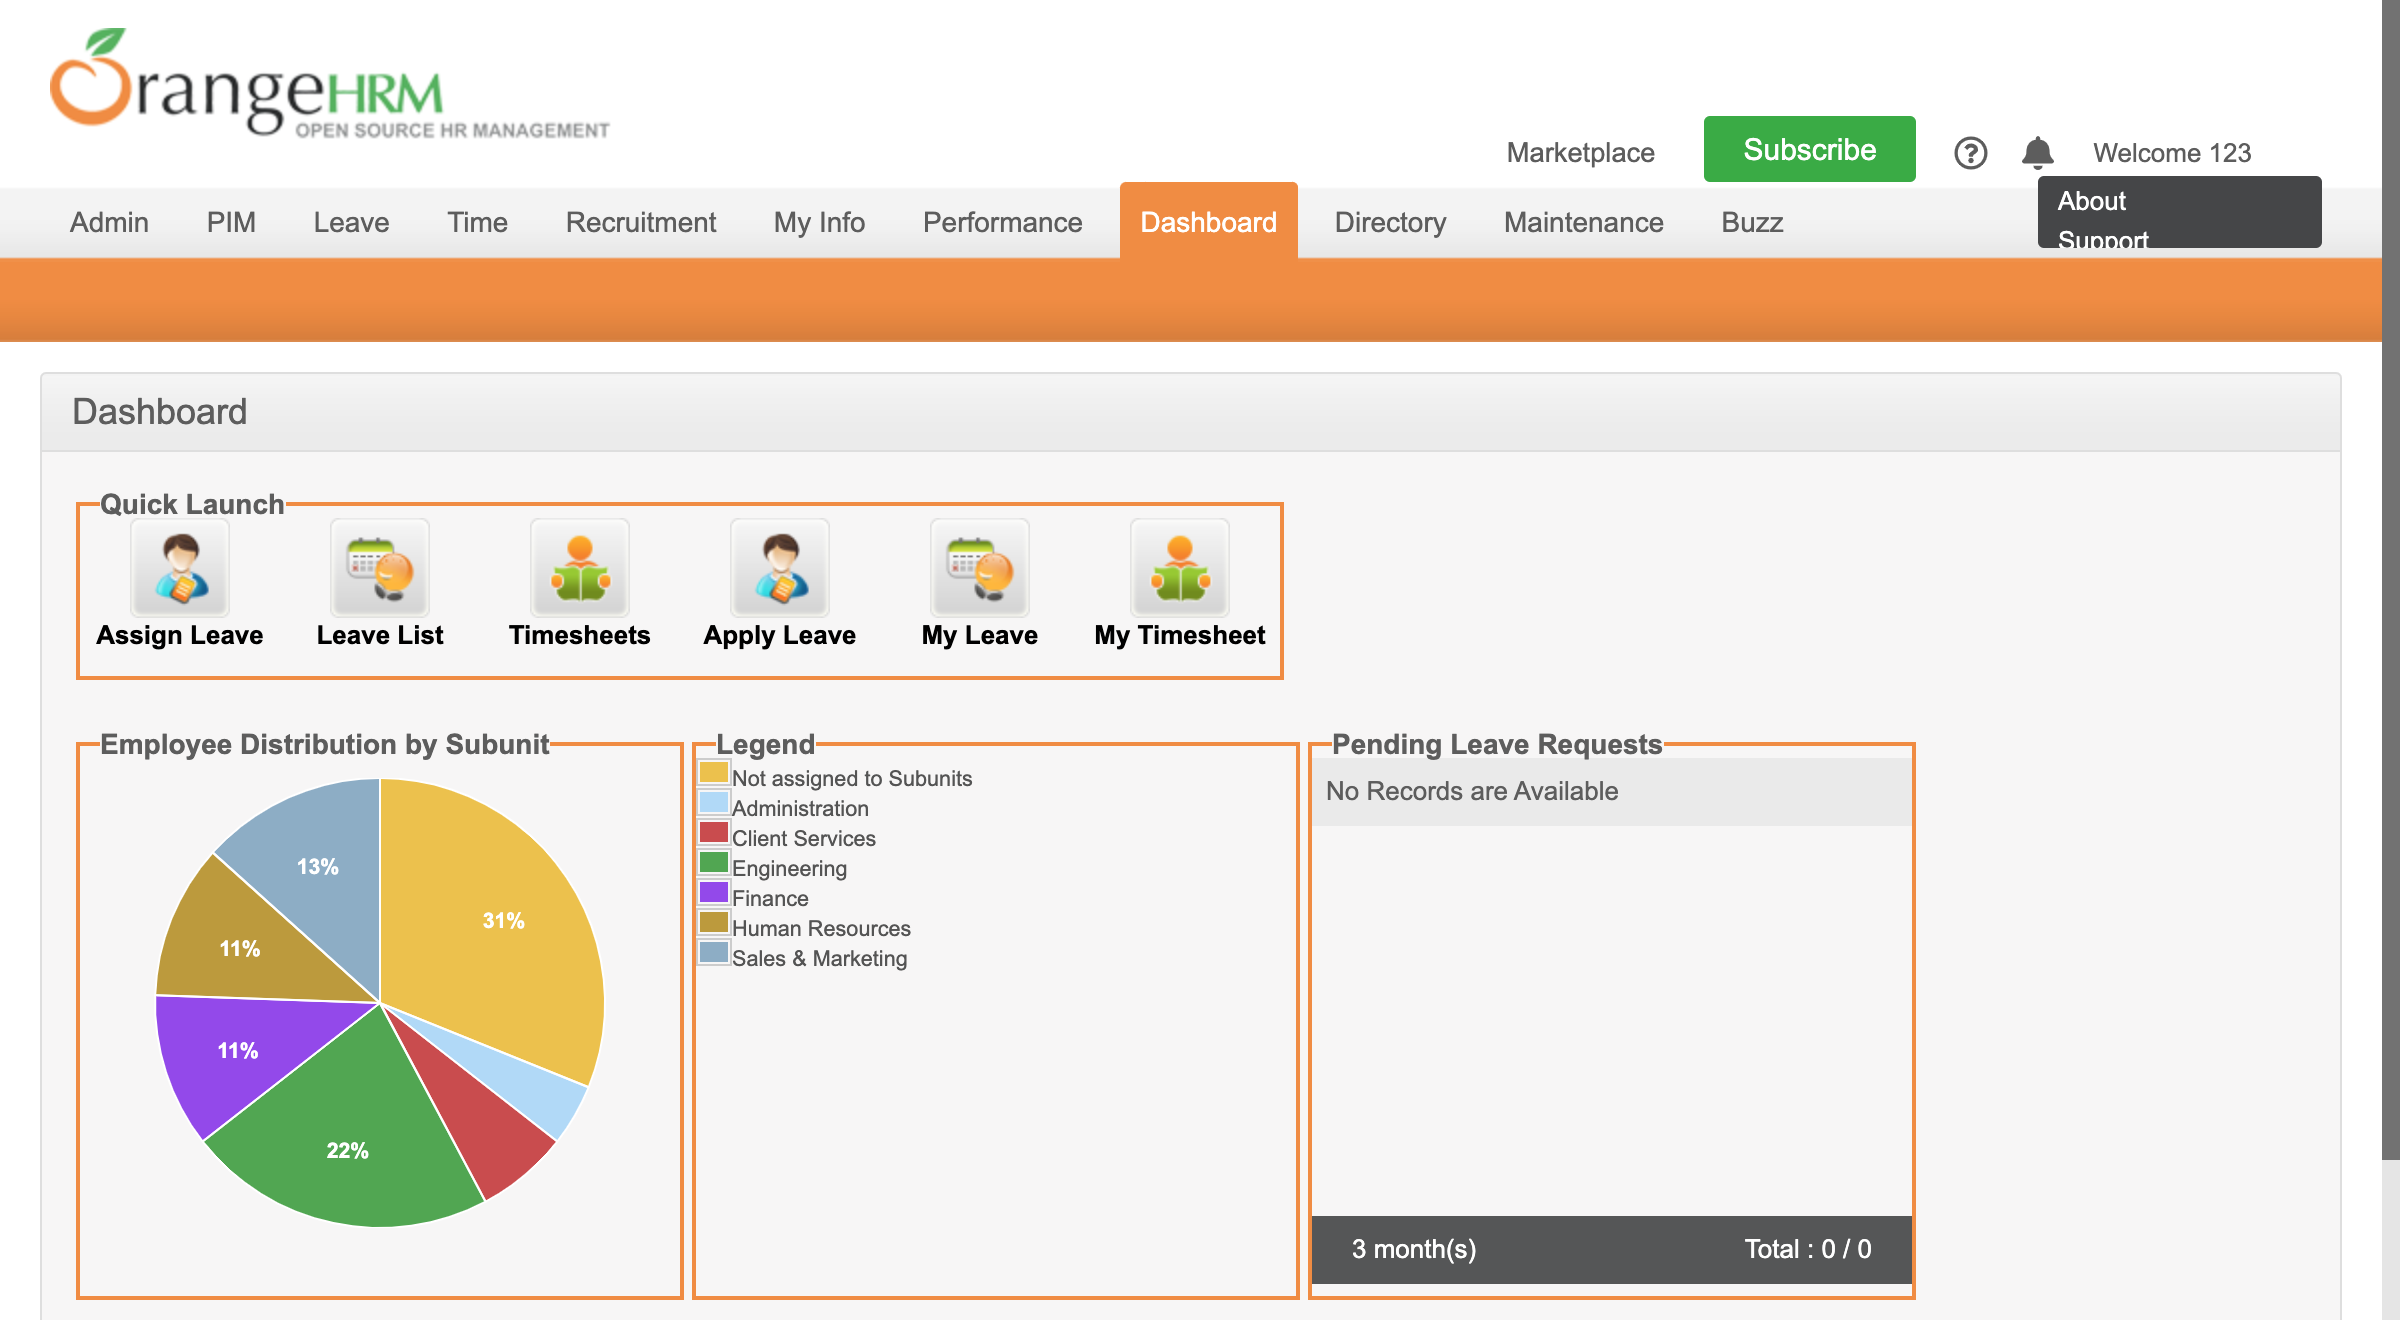 OrangeHRM
OPEN SOURCE HR MANAGEMENT
Marketplace
Subscribe
?
Welcome 123
About
Support
Admin
PIM
Leave
Time
Recruitment
My Info
Performance
Dashboard
Directory
Maintenance
Buzz
Dashboard
Quick Launch
Assign Leave
Leave List
Timesheets
Apply Leave
My Leave
My Timesheet
Employee Distribution by Subunit
13%
31%
11%
11%
22%
Legend
Not assigned to Subunits
Administration
Client Services
Engineering
Finance
Human Resources
Sales & Marketing
Pending Leave Requests
No Records are Available
3 month(s)
Total : 0 / 0